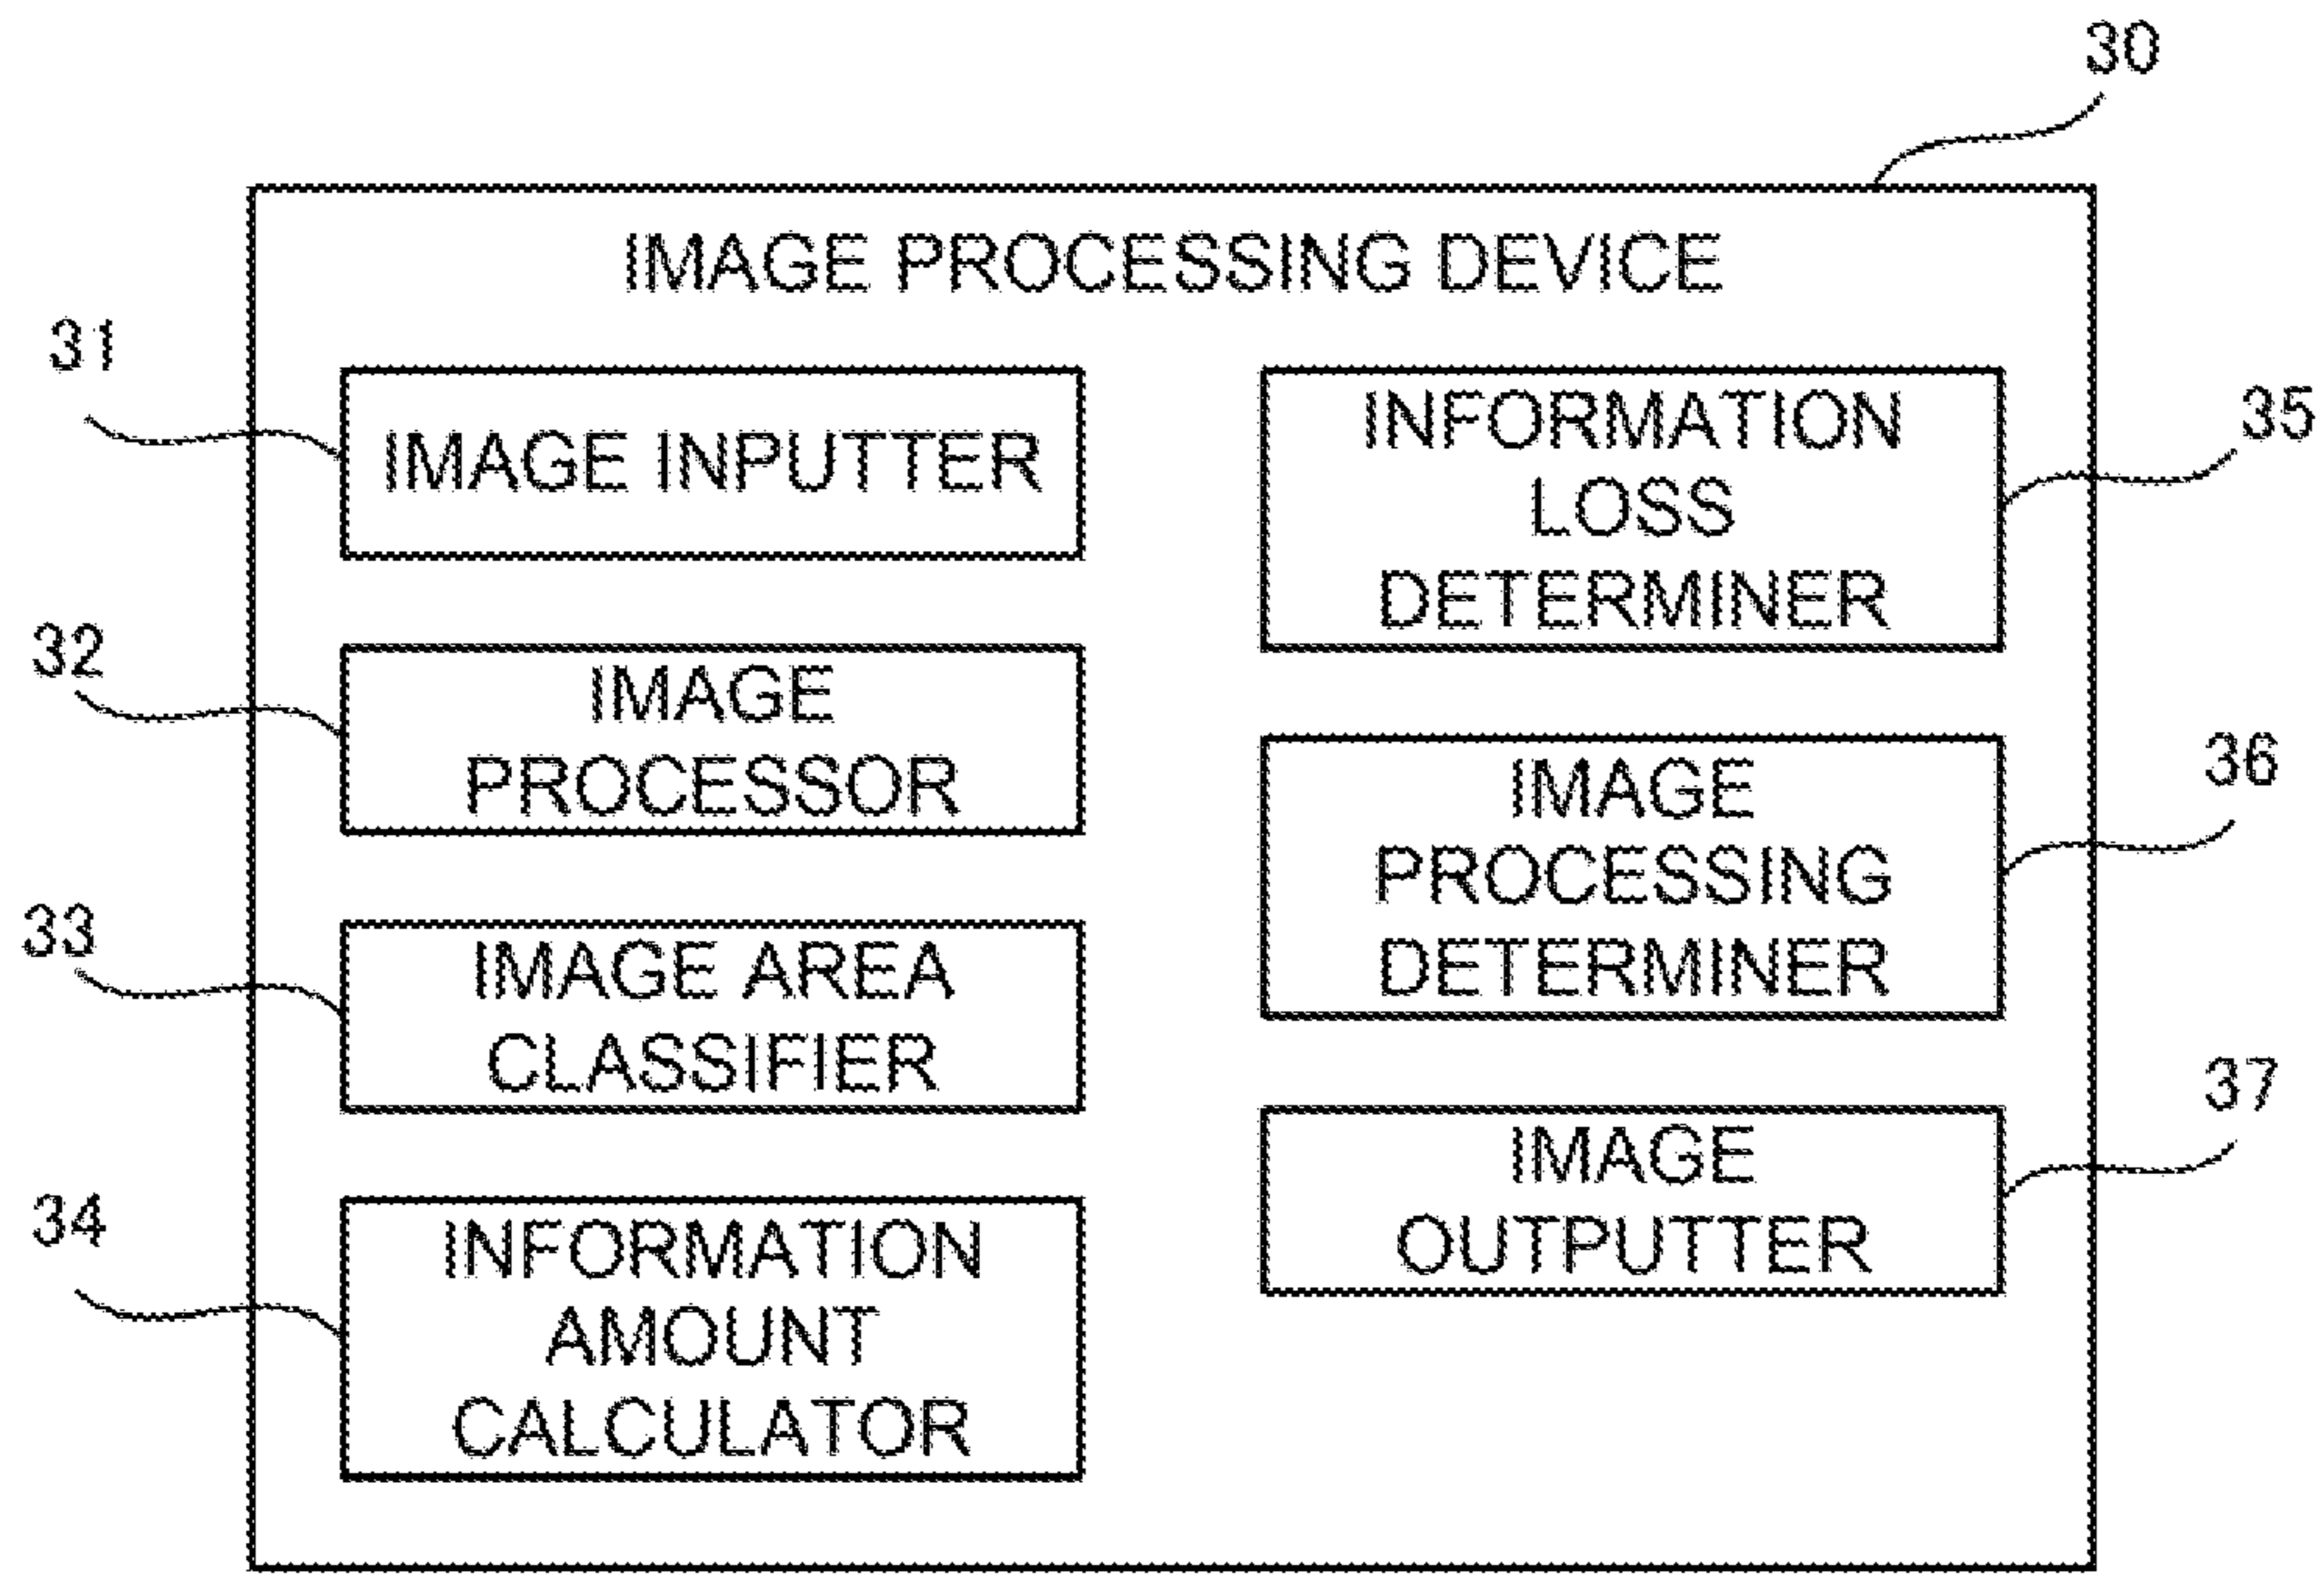 30
IMAGE PROCESSING DEVICE
31
IMAGE INPUTTER
32
IMAGE
PROCESSOR
33
IMAGE AREA
CLASSIFIER
34
INFORMATION
AMOUNT
CALCULATOR
35
INFORMATION
LOSS
DETERMINER
36
IMAGE
PROCESSING
DETERMINER
37
IMAGE
OUTPUTTER